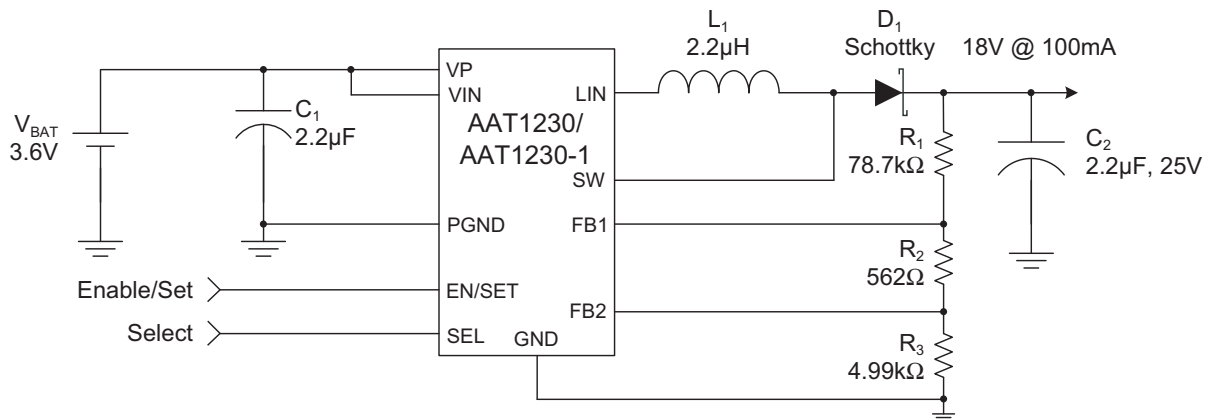 L₁
2.2µH
D₁
Schottky
18V @ 100mA
VP
VIN
LIN
C₁
2.2µF
AAT1230/
AAT1230-1
V_BAT
3.6V
R₁
78.7kΩ
C₂
2.2µF, 25V
SW
PGND
FB1
R₂
562Ω
Enable/Set
EN/SET
FB2
Select
SEL
GND
R₃
4.99kΩ